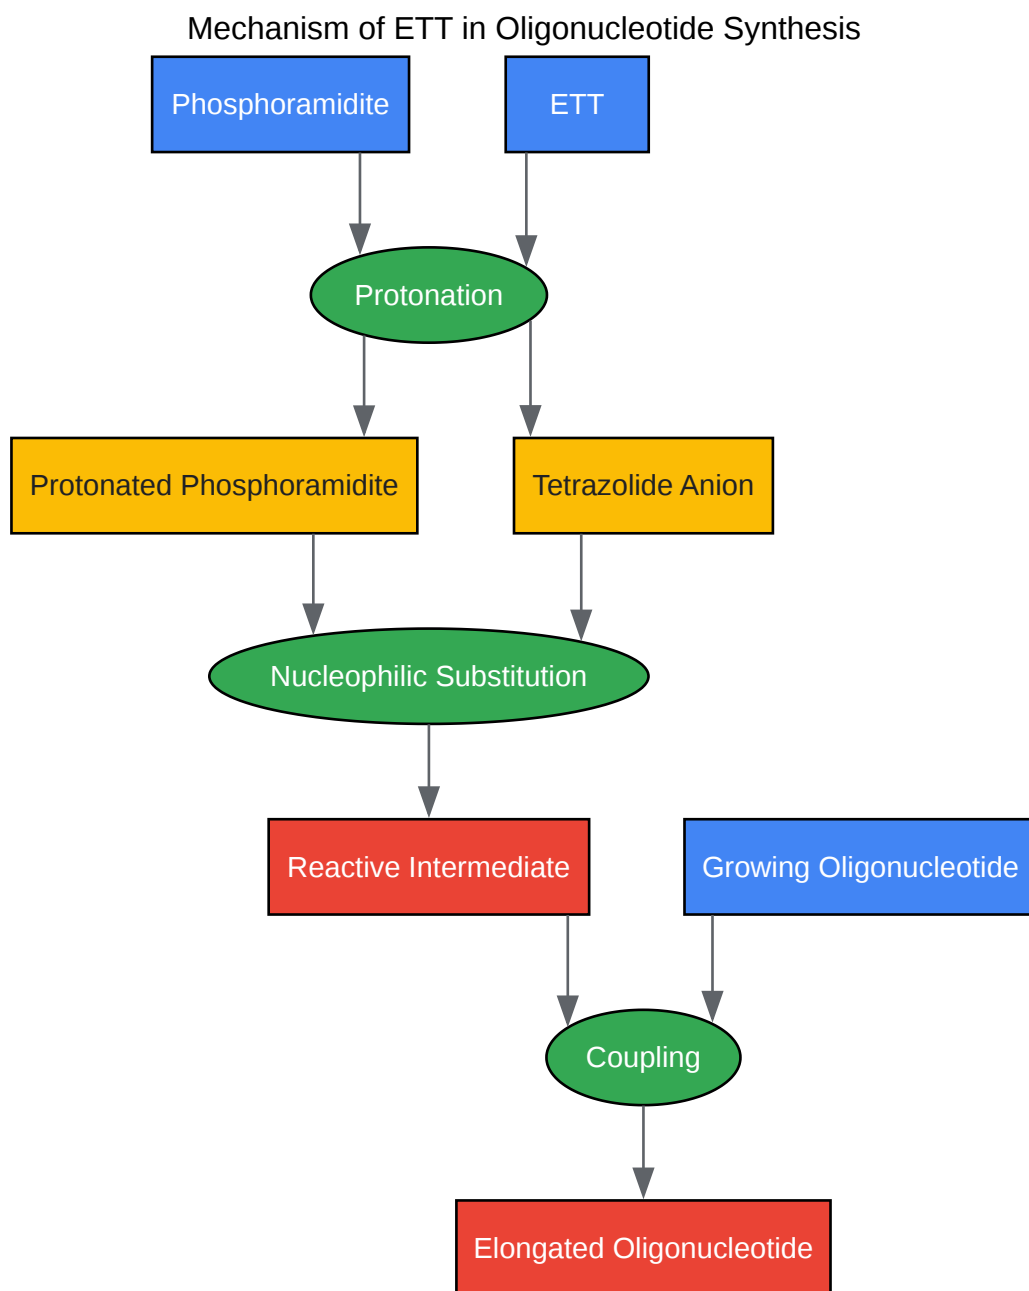 Mechanism of ETT in Oligonucleotide Synthesis
Phosphoramidite
ETT
Protonation
Protonated Phosphoramidite
Tetrazolide Anion
Nucleophilic Substitution
Reactive Intermediate
Growing Oligonucleotide
Coupling
Elongated Oligonucleotide